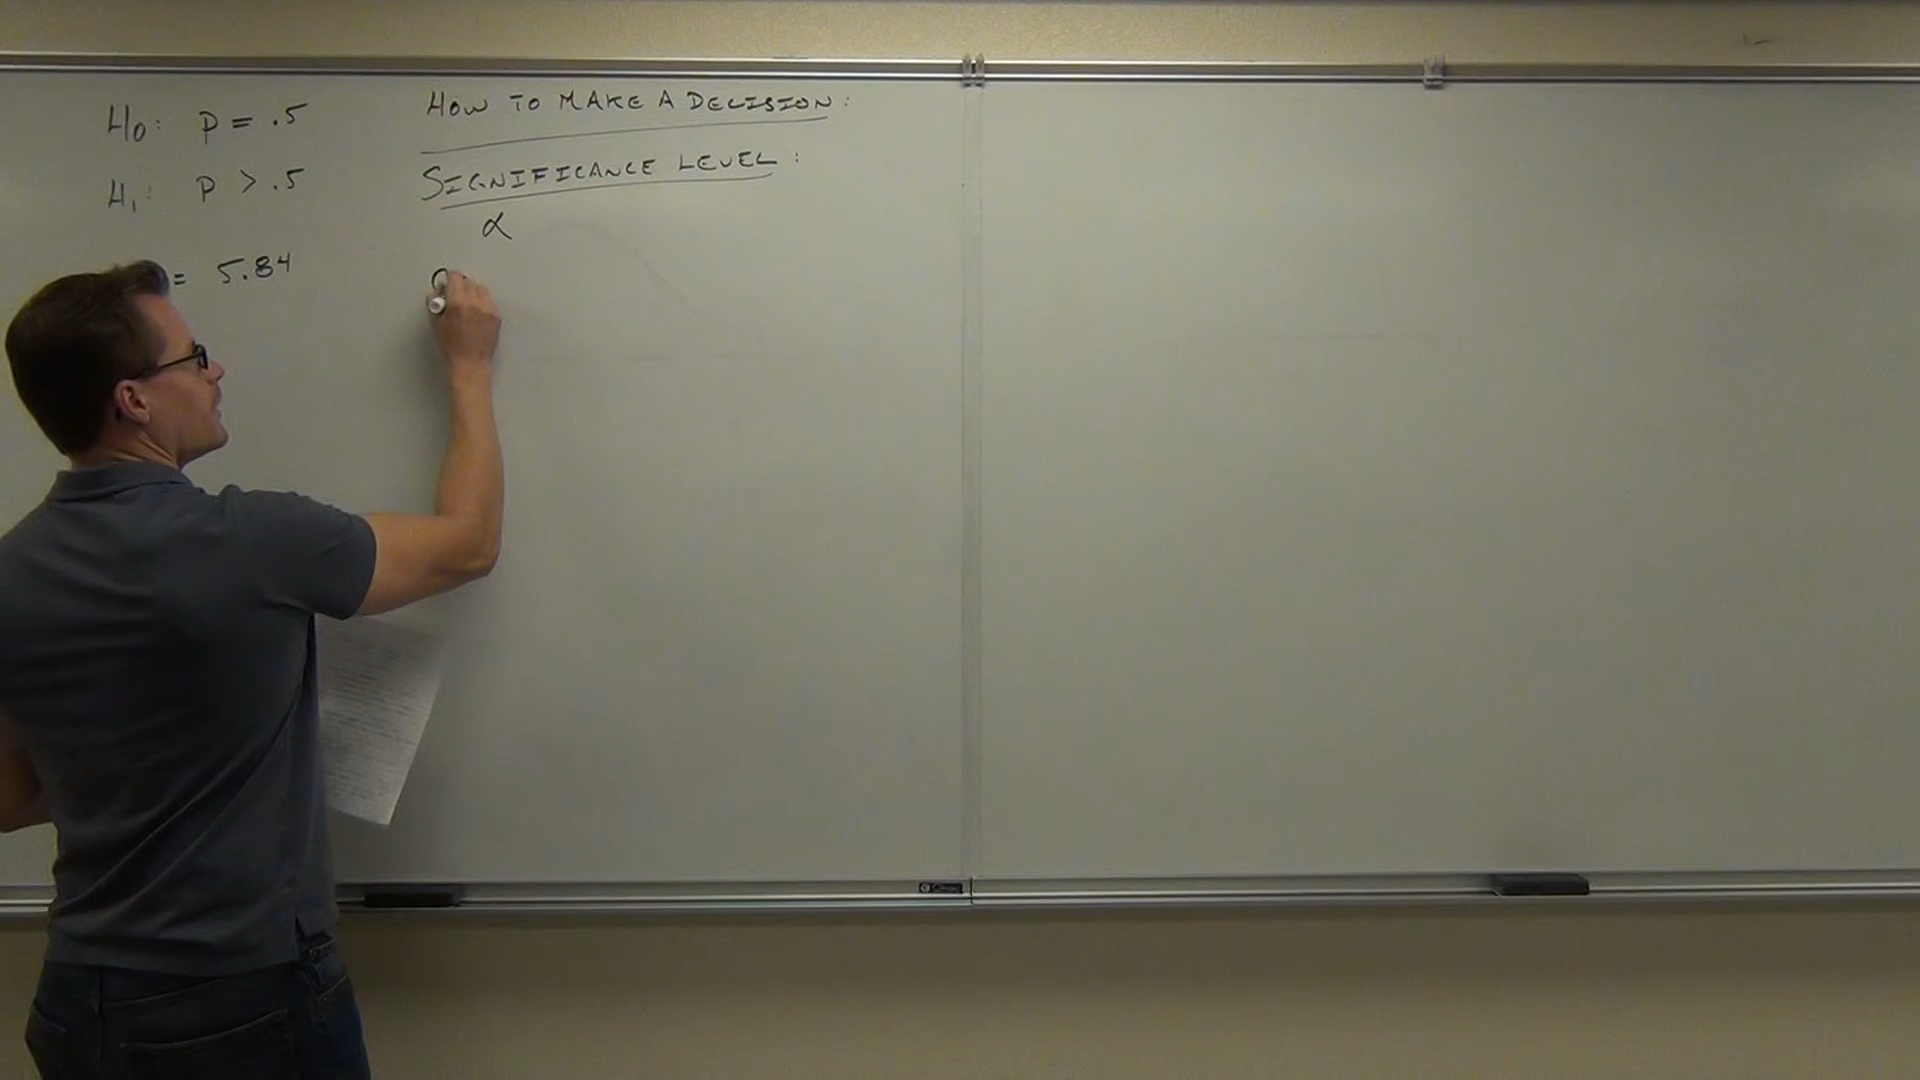 H₀: P = .5
H₁: P > .5
= 5.84
HOW TO MAKE A DECISION:
SIGNIFICANCE LEVEL:
α